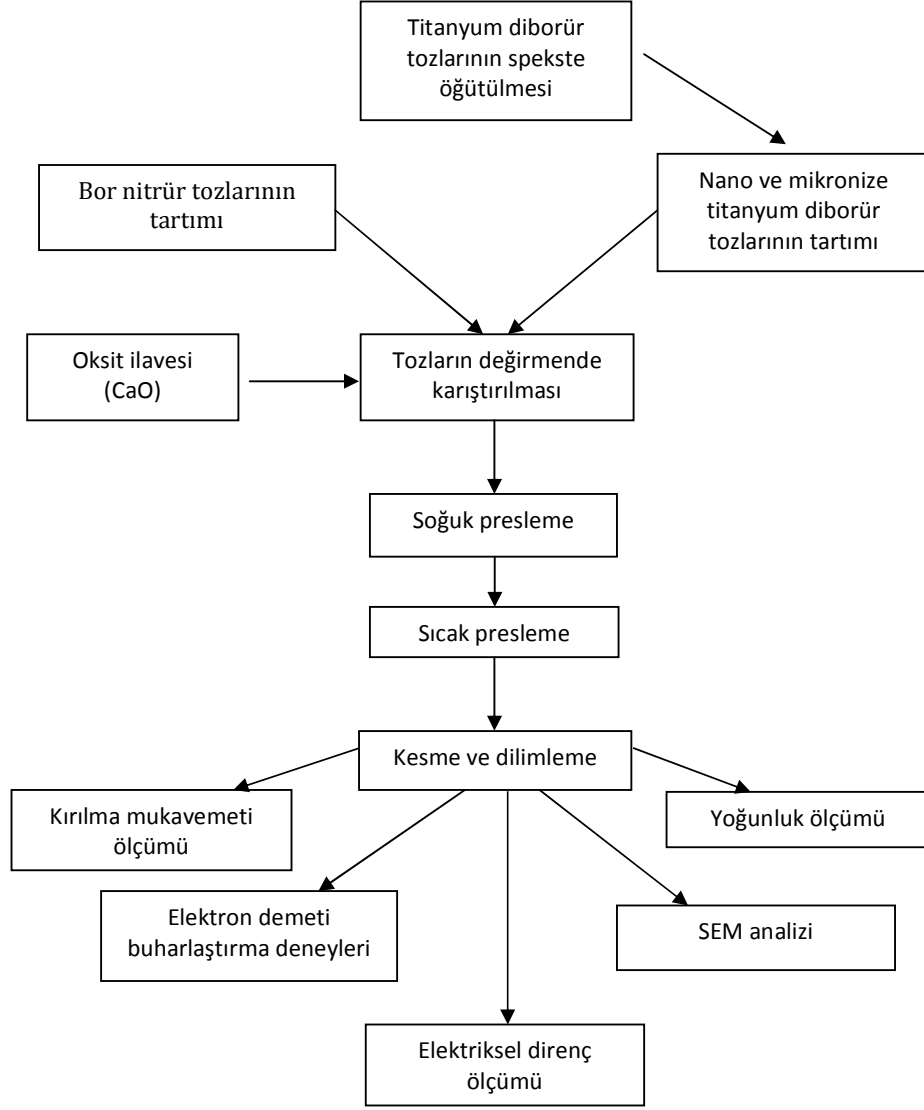 Titanyum diborür
tozlarının spekste
öğütülmesi
Bor nitrür tozlarının
tartımı
Nano ve mikronize
titanyum diborür
tozlarının tartımı
Oksit ilavesi
(CaO)
Tozların değirmende
karıştırılması
Soğuk presleme
Sıcak presleme
Kesme ve dilimleme
Kırılma mukavemeti
ölçümü
Yoğunluk ölçümü
Elektron demeti
buharlaştırma deneyleri
SEM analizi
Elektriksel direnç
ölçümü